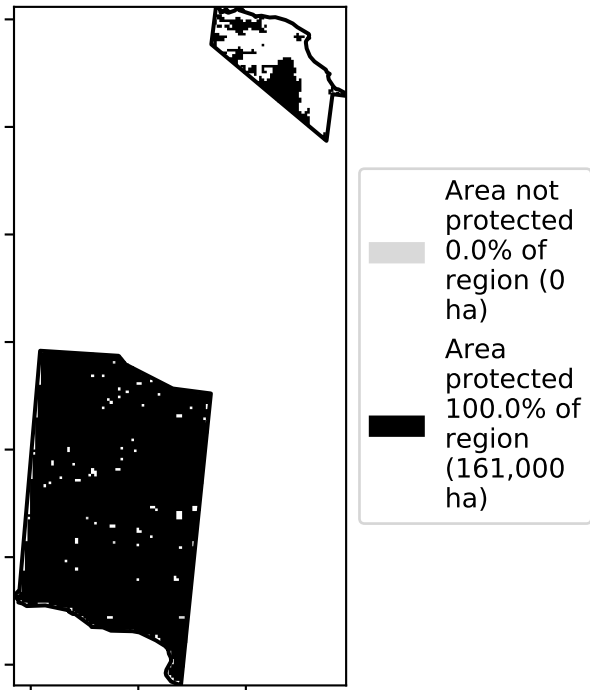 Area not
protected
0.0% of
region (0
ha)
Area
protected
100.0% of
region
(161,000
ha)